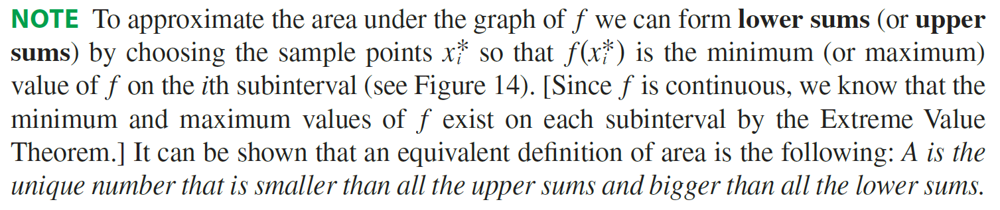 NOTE To approximate the area under the graph of f we can form lower sums (or upper
sums) by choosing the sample points xᵢ* so that f(xᵢ*) is the minimum (or maximum)
value of f on the ith subinterval (see Figure 14). [Since f is continuous, we know that the
minimum and maximum values of f exist on each subinterval by the Extreme Value
Theorem.] It can be shown that an equivalent definition of area is the following: A is the
unique number that is smaller than all the upper sums and bigger than all the lower sums.